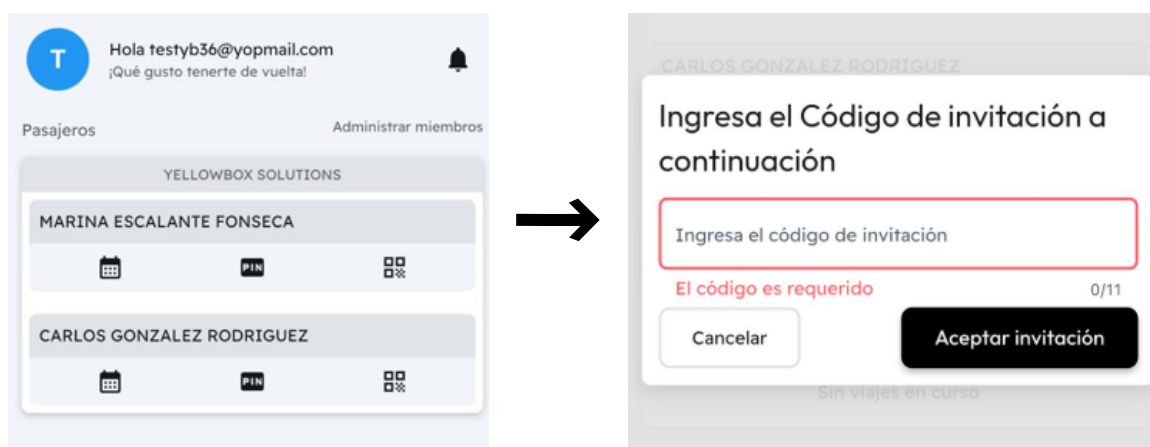 T
Hola testyb36@yopmail.com
¡Qué gusto tenerte de vuelta!
Pasajeros
Administrar miembros
YELLOWBOX SOLUTIONS
MARINA ESCALANTE FONSECA
PIN
CARLOS GONZALEZ RODRIGUEZ
PIN
CARLOS GONZALEZ RODRIGUEZ
Ingresa el Código de invitación a
continuación
Ingresa el código de invitación
El código es requerido
0/11
Cancelar
Aceptar invitación
Sin viajes en curso